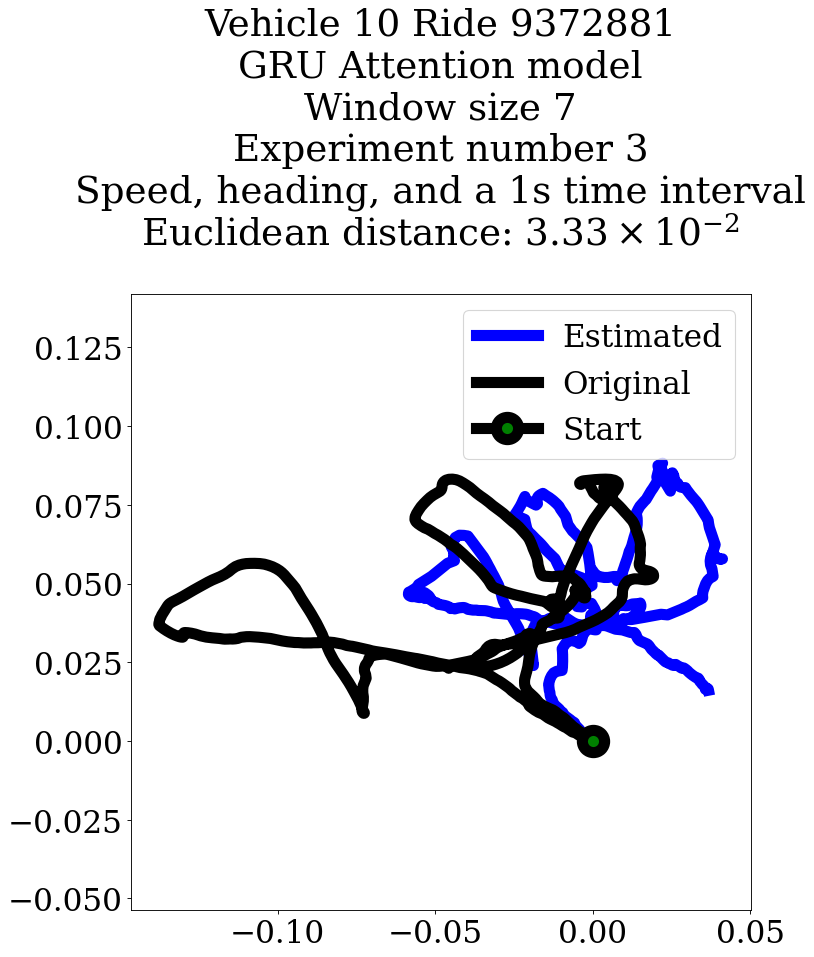 Vehicle 10 Ride 9372881
GRU Attention model
Window size 7
Experiment number 3
Speed, heading, and a 1s time interval
Euclidean distance: 3.33 × 10⁻²
Estimated
Original
Start
0.125
0.100
0.075
0.050
0.025
0.000
−0.025
−0.050
−0.10
−0.05
0.00
0.05